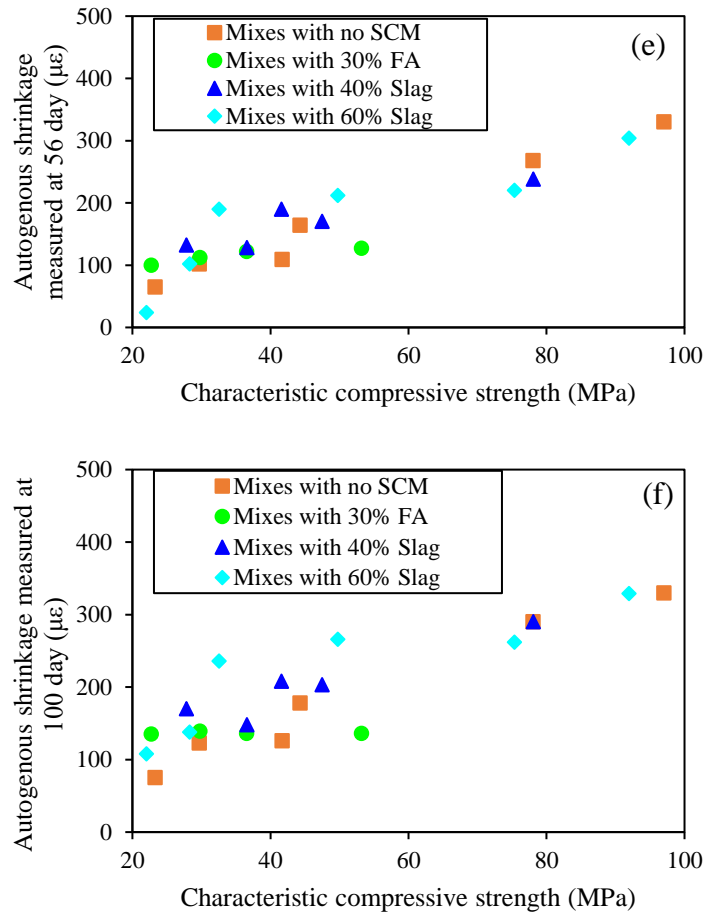 500
400
300
200
100
0
Autogenous shrinkage
measured at 56 day (με)
Mixes with no SCM
Mixes with 30% FA
Mixes with 40% Slag
Mixes with 60% Slag
(e)
20 40 60 80 100
Characteristic compressive strength (MPa)
500
400
300
200
100
0
Autogenous shrinkage measured at
100 day (με)
Mixes with no SCM
Mixes with 30% FA
Mixes with 40% Slag
Mixes with 60% Slag
(f)
20 40 60 80 100
Characteristic compressive strength (MPa)